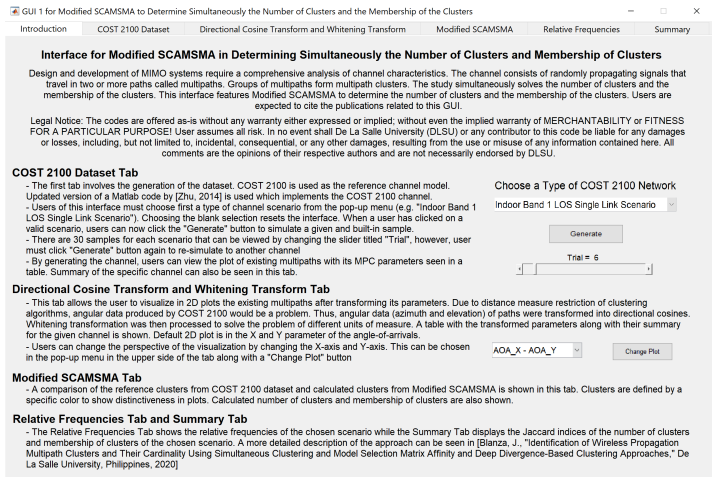 GUI 1 for Modified SCAMSMA to Determine Simultaneously the Number of Clusters and the Membership of the Clusters
Introduction
COST 2100 Dataset
Directional Cosine Transform and Whitening Transform
Modified SCAMSMA
Relative Frequencies
Summary
Interface for Modified SCAMSMA in Determining Simultaneously the Number of Clusters and Membership of Clusters
Design and development of MIMO systems require a comprehensive analysis of channel characteristics. The channel consists of randomly propagating signals that
travel in two or more paths called multipaths. Groups of multipaths form multipath clusters. The study simultaneously solves the number of clusters and the
membership of the clusters. This interface features Modified SCAMSMA to determine the number of clusters and the membership of the clusters. Users are
expected to cite the publications related to this GUI.
Legal Notice: The codes are offered as-is without any warranty either expressed or implied; without even the implied warranty of MERCHANTABILITY or FITNESS
FOR A PARTICULAR PURPOSE! User assumes all risk. In no event shall De La Salle University (DLSU) or any contributor to this code be liable for any damages
or losses, including, but not limited to, incidental, consequential, or any other damages, resulting from the use or misuse of any information contained here. All
comments are the opinions of their respective authors and are not necessarily endorsed by DLSU.
COST 2100 Dataset Tab
- The first tab involves the generation of the dataset. COST 2100 is used as the reference channel model.
Updated version of a Matlab code by [Zhu, 2014] is used which implements the COST 2100 channel.
- Users of this interface must choose first a type of channel scenario from the pop-up menu (e.g. "Indoor Band 1
LOS Single Link Scenario"). Choosing the blank selection resets the interface. When a user has clicked on a
valid scenario, users can now click the "Generate" button to simulate a given and built-in sample.
- There are 30 samples for each scenario that can be viewed by changing the slider titled "Trial", however, user
must click "Generate" button again to re-simulate to another channel
- By generating the channel, users can view the plot of existing multipaths with its MPC parameters seen in a
table. Summary of the specific channel can also be seen in this tab.
Choose a Type of COST 2100 Network
Indoor Band 1 LOS Single Link Scenario
Generate
Trial = 6
Directional Cosine Transform and Whitening Transform Tab
- This tab allows the user to visualize in 2D plots the existing multipaths after transforming its parameters. Due to distance measure restriction of clustering
algorithms, angular data produced by COST 2100 would be a problem. Thus, angular data (azimuth and elevation) of paths were transformed into directional cosines.
Whitening transformation was then processed to solve the problem of different units of measure. A table with the transformed parameters along with their summary
for the given channel is shown. Default 2D plot is in the X and Y parameter of the angle-of-arrivals.
- Users can change the perspective of the visualization by changing the X-axis and Y-axis. This can be chosen
in the pop-up menu in the upper side of the tab along with a "Change Plot" button
AOA_X - AOA_Y
Change Plot
Modified SCAMSMA Tab
- A comparison of the reference clusters from COST 2100 dataset and calculated clusters from Modified SCAMSMA is shown in this tab. Clusters are defined by a
specific color to show distinctiveness in plots. Calculated number of clusters and membership of clusters are also shown.
Relative Frequencies Tab and Summary Tab
- The Relative Frequencies Tab shows the relative frequencies of the chosen scenario while the Summary Tab displays the Jaccard indices of the number of clusters
and membership of clusters of the chosen scenario. A more detailed description of the approach can be seen in [Blanza, J., "Identification of Wireless Propagation
Multipath Clusters and Their Cardinality Using Simultaneous Clustering and Model Selection Matrix Affinity and Deep Divergence-Based Clustering Approaches," De
La Salle University, Philippines, 2020]